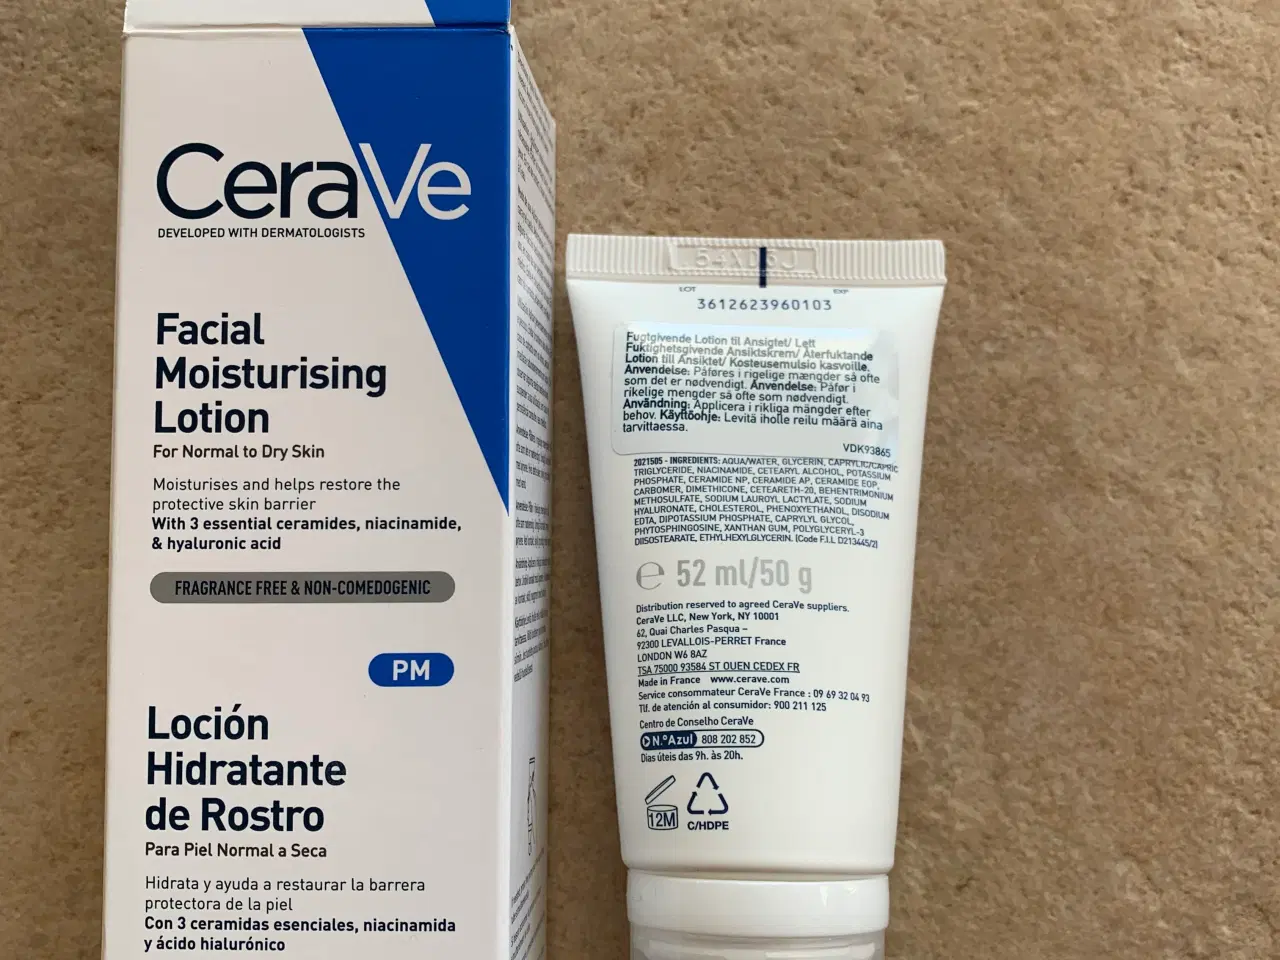 CeraVe
DEVELOPED WITH DERMATOLOGISTS
Facial
Moisturising
Lotion
For Normal to Dry Skin
Moisturises and helps restore the
protective skin barrier
With 3 essential ceramides, niacinamide,
& hyaluronic acid
FRAGRANCE FREE & NON-COMEDOGENIC
PM
Loción
Hidratante
de Rostro
Para Piel Normal a Seca
Hidrata y ayuda a restaurar la barrera
protectora de la piel
Con 3 ceramidas esenciales, niacinamida
y ácido hialurónico
LOT EXP
3612623960103
Fugtgivende Lotion til Ansigtet/ Lett
Fuktighetsgivende Ansiktskrem/ Återfuktande
Lotion till Ansiktet/ Kosteusemulsio kasvoille.
Anvendelse: Påføres i rigelige mængder så ofte
som det er nødvendigt. Anvendelse: Påfør i
rikelige mengder så ofte som nødvendig.
Användning: Applicera i rikliga mängder efter
behov. Käyttöohje: Levitä iholle reilu määrä aina
tarvittaessa.
VDK93865
2021505 - INGREDIENTS: AQUA/WATER, GLYCERIN, CAPRYLIC/CAPRIC
TRIGLYCERIDE, NIACINAMIDE, CETEARYL ALCOHOL, POTASSIUM
PHOSPHATE, CERAMIDE NP, CERAMIDE AP, CERAMIDE EOP,
CARBOMER, DIMETHICONE, CETEARETH-20, BEHENTRIMONIUM
METHOSULFATE, SODIUM LAUROYL LACTYLATE, SODIUM
HYALURONATE, CHOLESTEROL, PHENOXYETHANOL, DISODIUM
EDTA, DIPOTASSIUM PHOSPHATE, CAPRYLYL GLYCOL,
PHYTOSPHINGOSINE, XANTHAN GUM, POLYGLYCERYL-3
DIISOSTEARATE, ETHYLHEXYLGLYCERIN. (Code F.I.L D213445/2)
e 52 ml/50 g
Distribution reserved to agreed CeraVe suppliers.
CeraVe LLC, New York, NY 10001
62, Quai Charles Pasqua –
92300 LEVALLOIS-PERRET France
LONDON W6 8AZ
TSA 75000 93584 ST OUEN CEDEX FR
Made in France www.cerave.com
Service consommateur CeraVe France : 09 69 32 04 93
Tlf. de atención al consumidor: 900 211 125
Centro de Conselho CeraVe
N.º Azul 808 202 852
Dias úteis das 9h. às 20h.
12M
C/HDPE